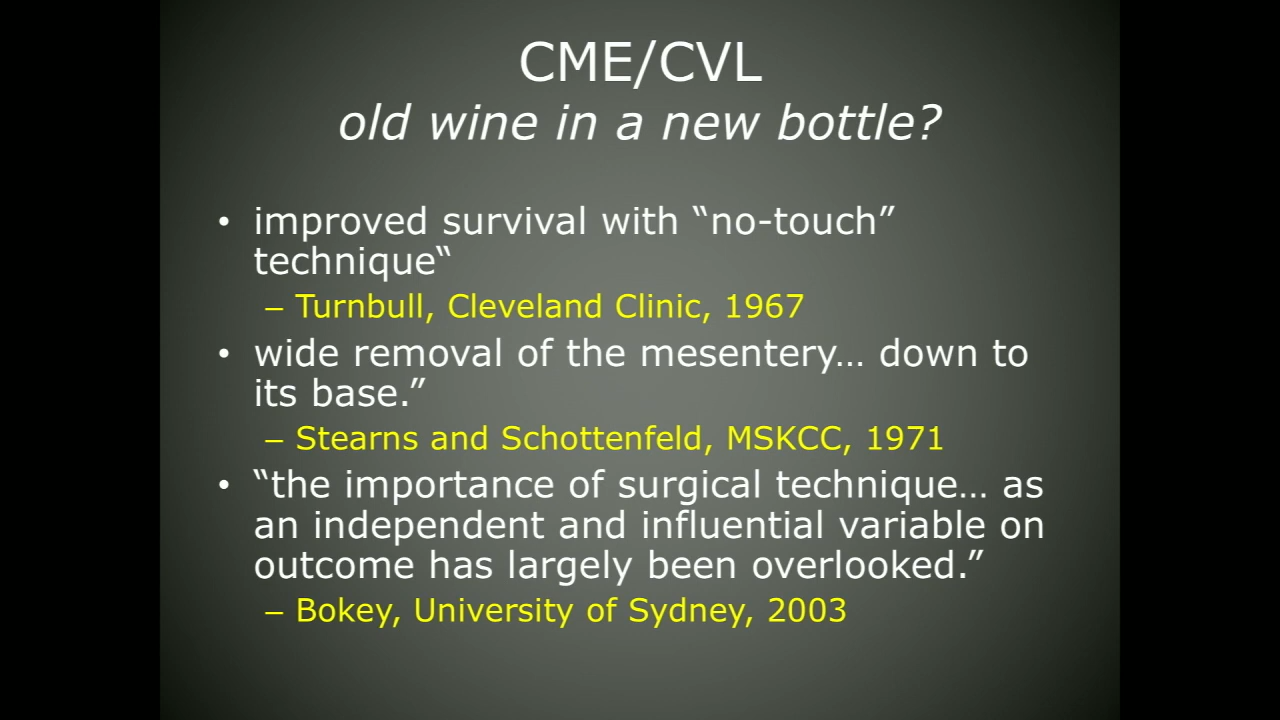 CME/CVL
old wine in a new bottle?
• improved survival with “no-touch”
technique“
– Turnbull, Cleveland Clinic, 1967
• wide removal of the mesentery… down to
its base.”
– Stearns and Schottenfeld, MSKCC, 1971
• “the importance of surgical technique… as
an independent and influential variable on
outcome has largely been overlooked.”
– Bokey, University of Sydney, 2003